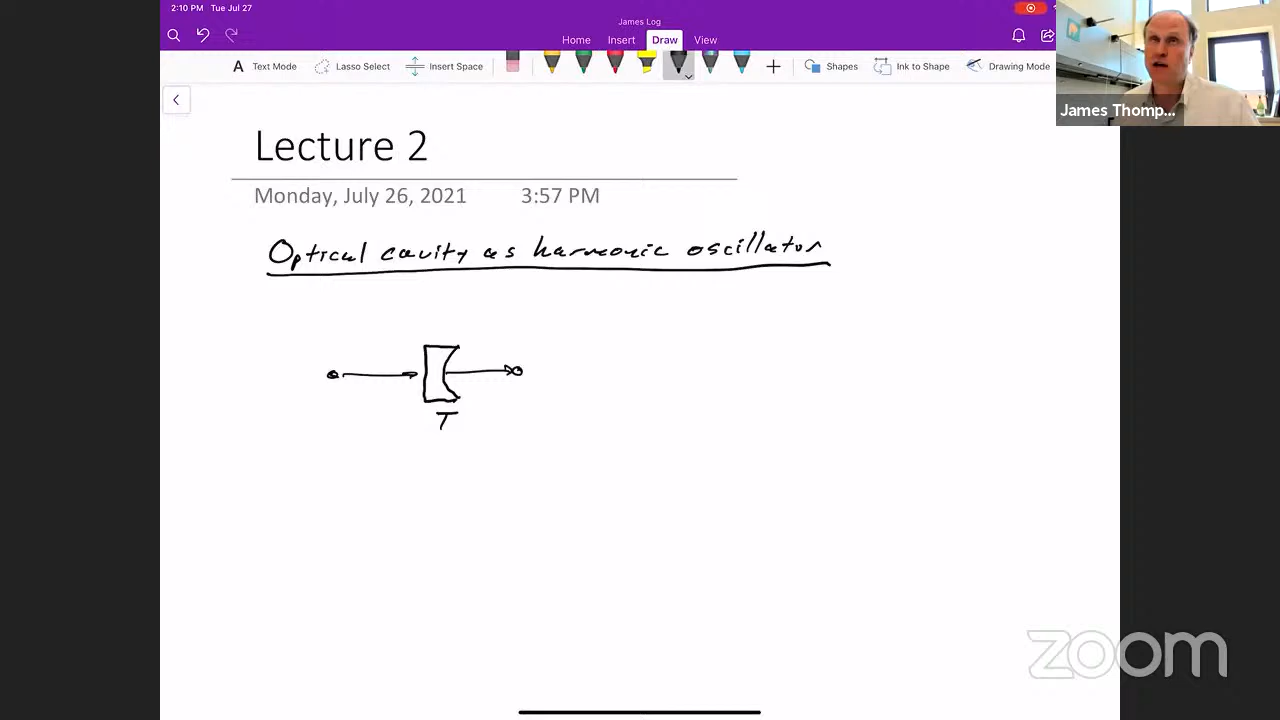 2:10 PM Tue Jul 27
James Log
Home Insert Draw View
Text Mode Lasso Select Insert Space Shapes Ink to Shape Drawing Mode
James Thomp...
Lecture 2
Monday, July 26, 2021 3:57 PM
Optical cavity as harmonic oscillator
T
zoom